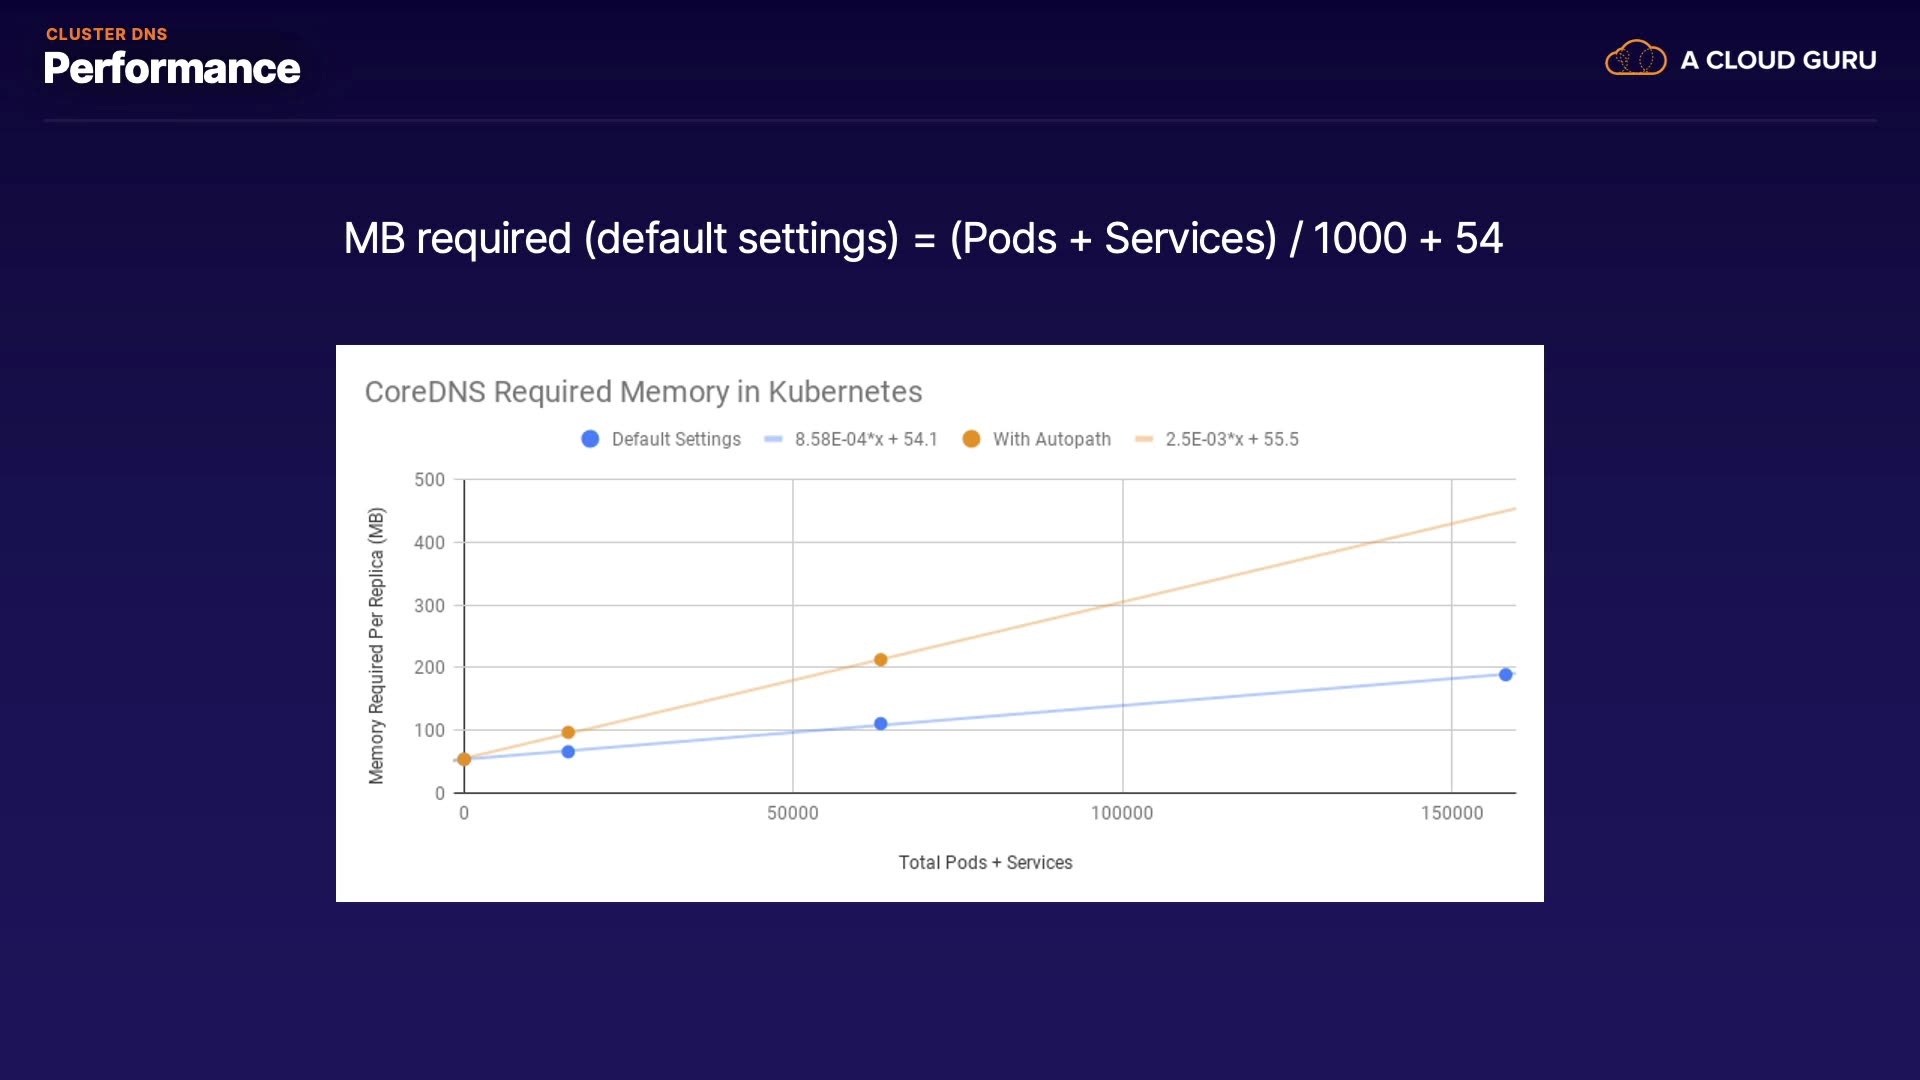 CLUSTER DNS
Performance
A CLOUD GURU
MB required (default settings) = (Pods + Services) / 1000 + 54
CoreDNS Required Memory in Kubernetes
Default Settings 8.58E-04*x + 54.1 With Autopath 2.5E-03*x + 55.5
Memory Required Per Replica (MB)
500
400
300
200
100
0
0 50000 100000 150000
Total Pods + Services